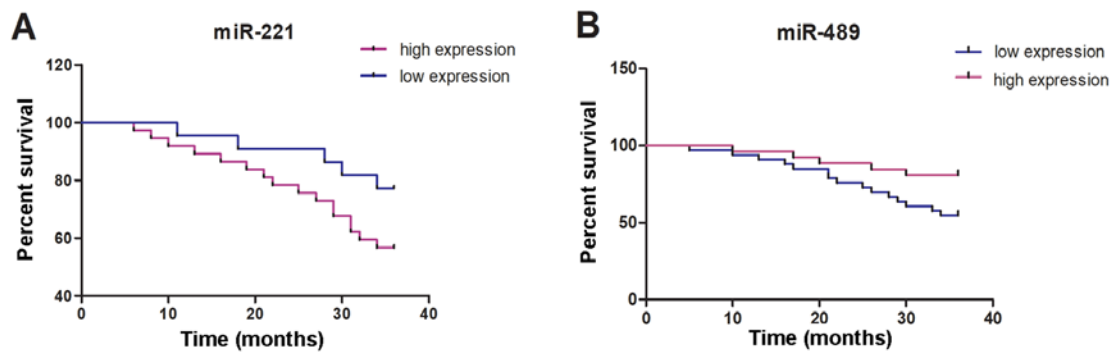 A
miR-221
high expression
low expression
120
100
80
60
40
Percent survival
0
10
20
30
40
Time (months)
B
miR-489
low expression
high expression
150
100
50
0
Percent survival
0
10
20
30
40
Time (months)